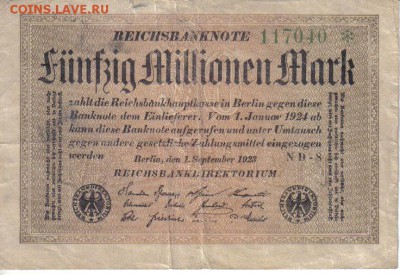 COINS.LAVE.RU
REICHSBANKNOTE 117040 *
Fünfzig Millionen Mark
zahlt die Reichsbankhauptkasse in Berlin gegen diese
Banknote dem Einlieferer. Vom 1. Januar 1924 ab
kann diese Banknote aufgerufen und unter Umtausch
gegen andere gesetzliche Zahlungsmittel eingezogen
werden
Berlin, den 1. September 1923 ND-8
REICHSBANKDIREKTORIUM